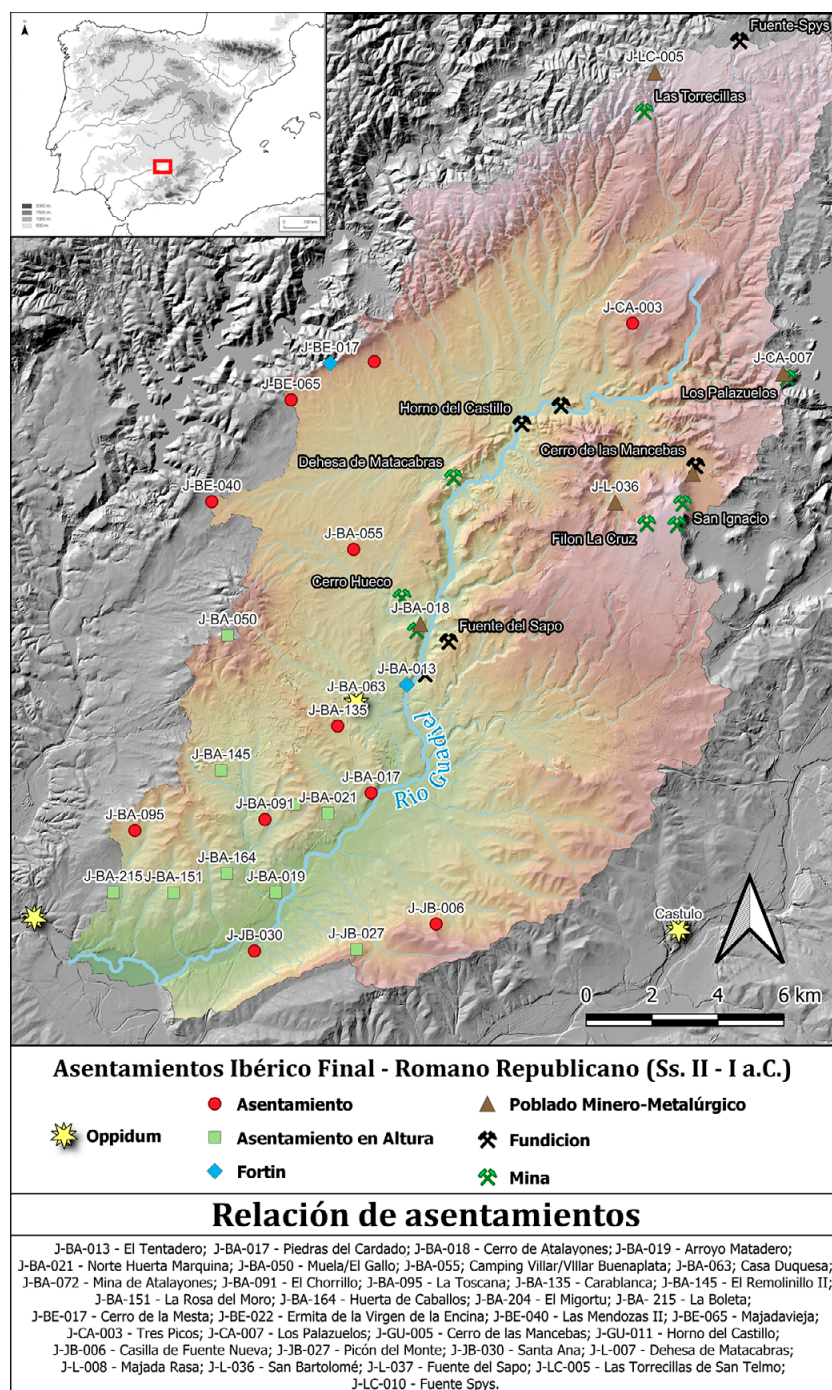 3000 m.
1500 m.
1000 m.
500 m.
0 100 km
Fuente-Spys
J-LC-005
Las Torrecillas
J-CA-003
J-BE-017
J-CA-007
J-BE-065
Los Palazuelos
Horno del Castillo
Cerro de las Mancebas
Dehesa de Matacabras
J-BE-040
J-L-036
San Ignacio
J-BA-055
Filon La Cruz
Cerro Hueco
J-BA-018
J-BA-050
Fuente del Sapo
J-BA-013
J-BA-063
J-BA-135
Rio Guadiel
J-BA-145
J-BA-017
J-BA-021
J-BA-095
J-BA-091
J-BA-164
J-BA-215
J-BA-151
J-BA-019
J-JB-006
Castulo
J-JB-030
J-JB-027
0 2 4 6 km
Asentamientos Ibérico Final - Romano Republicano (Ss. II - I a.C.)
Oppidum
Asentamiento
Asentamiento en Altura
Fortin
Poblado Minero-Metalúrgico
Fundicion
Mina
Relación de asentamientos
J-BA-013 - El Tentadero; J-BA-017 - Piedras del Cardado; J-BA-018 - Cerro de Atalayones; J-BA-019 - Arroyo Matadero;
J-BA-021 - Norte Huerta Marquina; J-BA-050 - Muela/El Gallo; J-BA-055; Camping Villar/VIllar Buenaplata; J-BA-063; Casa Duquesa;
J-BA-072 - Mina de Atalayones; J-BA-091 - El Chorrillo; J-BA-095 - La Toscana; J-BA-135 - Carablanca; J-BA-145 - El Remolinillo II;
J-BA-151 - La Rosa del Moro; J-BA-164 - Huerta de Caballos; J-BA-204 - El Migortu; J-BA- 215 - La Boleta;
J-BE-017 - Cerro de la Mesta; J-BE-022 - Ermita de la Virgen de la Encina; J-BE-040 - Las Mendozas II; J-BE-065 - Majadavieja;
J-CA-003 - Tres Picos; J-CA-007 - Los Palazuelos; J-GU-005 - Cerro de las Mancebas; J-GU-011 - Horno del Castillo;
J-JB-006 - Casilla de Fuente Nueva; J-JB-027 - Picón del Monte; J-JB-030 - Santa Ana; J-L-007 - Dehesa de Matacabras;
J-L-008 - Majada Rasa; J-L-036 - San Bartolomé; J-L-037 - Fuente del Sapo; J-LC-005 - Las Torrecillas de San Telmo;
J-LC-010 - Fuente Spys.